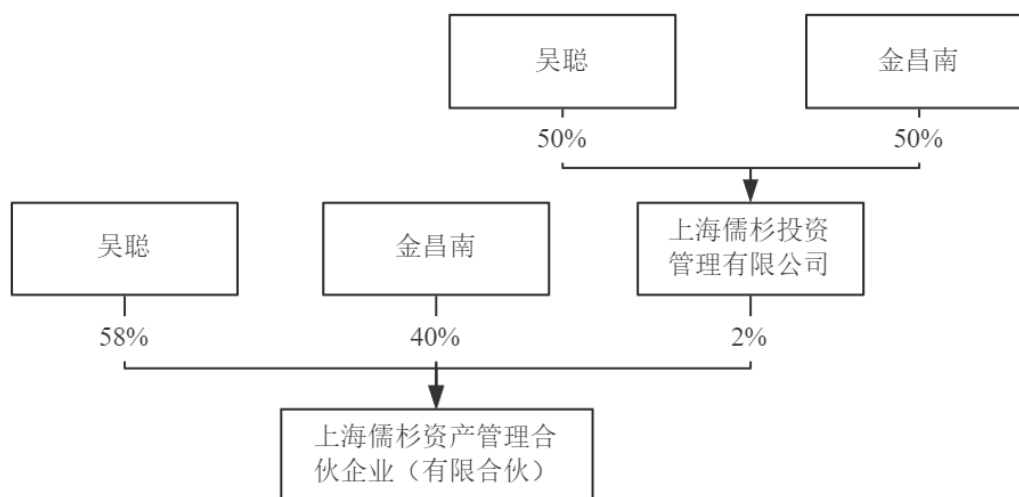 吴聪
金昌南
50%
50%
吴聪
金昌南
上海儒杉投资
管理有限公司
58%
40%
2%
上海儒杉资产管理合
伙企业（有限合伙）